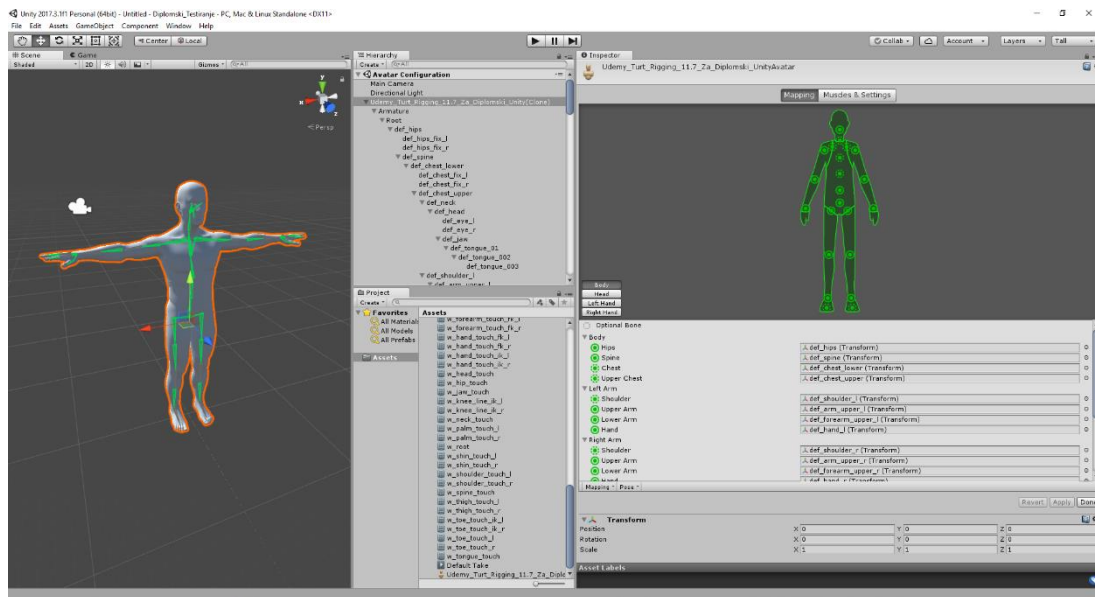 Unity 2017.3.1f1 Personal (64bit) - Untitled - Diplomski_Testiranje - PC, Mac & Linux Standalone <DX11>
File Edit Assets GameObject Component Window Help
Center Local
Collab Account Layers Tall
Scene Game
Shaded 2D Gizmos
y
x
z
Persp
Hierarchy
Create
Avatar Configuration
Main Camera
Directional Light
Udemy_Turt_Rigging_11.7_Za_Diplomski_Unity(Clone)
Armature
Root
def_hips
def_hips_fix_l
def_hips_fix_r
def_spine
def_chest_lower
def_chest_fix_l
def_chest_fix_r
def_chest_upper
def_neck
def_head
def_eye_l
def_eye_r
def_jaw
def_tongue_01
def_tongue_002
def_tongue_003
def_shoulder_l
def_arm_upper_l
Project
Create
Favorites
All Material
All Models
All Prefabs
Assets
Assets
w_forearm_touch_fk_l
w_forearm_touch_fk_r
w_hand_touch_fk_l
w_hand_touch_fk_r
w_hand_touch_ik_l
w_hand_touch_ik_r
w_head_touch
w_hip_touch
w_jaw_touch
w_knee_line_ik_l
w_knee_line_ik_r
w_neck_touch
w_palm_touch_l
w_palm_touch_r
w_root
w_shin_touch_l
w_shin_touch_r
w_shoulder_touch_l
w_shoulder_touch_r
w_spine_touch
w_thigh_touch_l
w_thigh_touch_r
w_toe_touch_ik_l
w_toe_touch_ik_r
w_toe_touch_l
w_toe_touch_r
w_tongue_touch
Default Take
Udemy_Turt_Rigging_11.7_Za_Diplo
Inspector
Udemy_Turt_Rigging_11.7_Za_Diplomski_UnityAvatar
Mapping Muscles & Settings
Body
Head
Left Hand
Right Hand
Optional Bone
Body
Hips def_hips (Transform)
Spine def_spine (Transform)
Chest def_chest_lower (Transform)
Upper Chest def_chest_upper (Transform)
Left Arm
Shoulder def_shoulder_l (Transform)
Upper Arm def_arm_upper_l (Transform)
Lower Arm def_forearm_upper_l (Transform)
Hand def_hand_l (Transform)
Right Arm
Shoulder def_shoulder_r (Transform)
Upper Arm def_arm_upper_r (Transform)
Lower Arm def_forearm_upper_r (Transform)
Hand def_hand_r (Transform)
Mapping Pose
Revert Apply Done
Transform
Position X 0 Y 0 Z 0
Rotation X 0 Y 0 Z 0
Scale X 1 Y 1 Z 1
Asset Labels